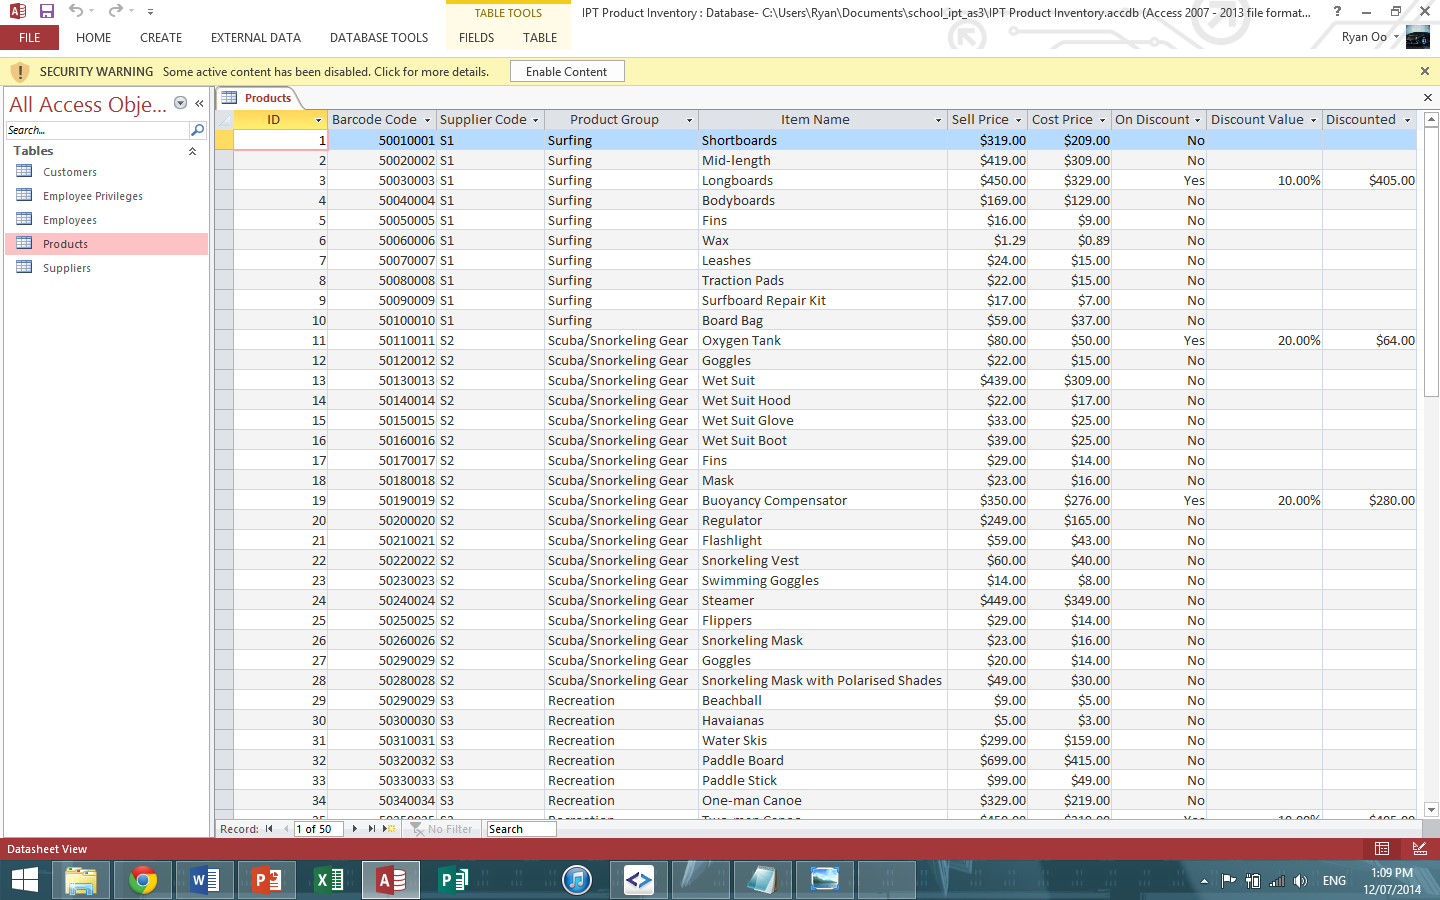 TABLE TOOLS IPT Product Inventory : Database- C:\Users\Ryan\Documents\school_ipt_as3\IPT Product Inventory.accdb (Access 2007 - 2013 file format... ?
FILE HOME CREATE EXTERNAL DATA DATABASE TOOLS FIELDS TABLE Ryan Oo
SECURITY WARNING Some active content has been disabled. Click for more details. Enable Content
All Access Obje...
Search...
Tables
Customers
Employee Privileges
Employees
Products
Suppliers
Products
ID Barcode Code Supplier Code Product Group Item Name Sell Price Cost Price On Discount Discount Value Discounted
1 50010001 S1 Surfing Shortboards $319.00 $209.00 No
2 50020002 S1 Surfing Mid-length $419.00 $309.00 No
3 50030003 S1 Surfing Longboards $450.00 $329.00 Yes 10.00% $405.00
4 50040004 S1 Surfing Bodyboards $169.00 $129.00 No
5 50050005 S1 Surfing Fins $16.00 $9.00 No
6 50060006 S1 Surfing Wax $1.29 $0.89 No
7 50070007 S1 Surfing Leashes $24.00 $15.00 No
8 50080008 S1 Surfing Traction Pads $22.00 $15.00 No
9 50090009 S1 Surfing Surfboard Repair Kit $17.00 $7.00 No
10 50100010 S1 Surfing Board Bag $59.00 $37.00 No
11 50110011 S2 Scuba/Snorkeling Gear Oxygen Tank $80.00 $50.00 Yes 20.00% $64.00
12 50120012 S2 Scuba/Snorkeling Gear Goggles $22.00 $15.00 No
13 50130013 S2 Scuba/Snorkeling Gear Wet Suit $439.00 $309.00 No
14 50140014 S2 Scuba/Snorkeling Gear Wet Suit Hood $22.00 $17.00 No
15 50150015 S2 Scuba/Snorkeling Gear Wet Suit Glove $33.00 $25.00 No
16 50160016 S2 Scuba/Snorkeling Gear Wet Suit Boot $39.00 $25.00 No
17 50170017 S2 Scuba/Snorkeling Gear Fins $29.00 $14.00 No
18 50180018 S2 Scuba/Snorkeling Gear Mask $23.00 $16.00 No
19 50190019 S2 Scuba/Snorkeling Gear Buoyancy Compensator $350.00 $276.00 Yes 20.00% $280.00
20 50200020 S2 Scuba/Snorkeling Gear Regulator $249.00 $165.00 No
21 50210021 S2 Scuba/Snorkeling Gear Flashlight $59.00 $43.00 No
22 50220022 S2 Scuba/Snorkeling Gear Snorkeling Vest $60.00 $40.00 No
23 50230023 S2 Scuba/Snorkeling Gear Swimming Goggles $14.00 $8.00 No
24 50240024 S2 Scuba/Snorkeling Gear Steamer $449.00 $349.00 No
25 50250025 S2 Scuba/Snorkeling Gear Flippers $29.00 $14.00 No
26 50260026 S2 Scuba/Snorkeling Gear Snorkeling Mask $23.00 $16.00 No
27 50290029 S2 Scuba/Snorkeling Gear Goggles $20.00 $14.00 No
28 50280028 S2 Scuba/Snorkeling Gear Snorkeling Mask with Polarised Shades $49.00 $30.00 No
29 50290029 S3 Recreation Beachball $9.00 $5.00 No
30 50300030 S3 Recreation Havaianas $5.00 $3.00 No
31 50310031 S3 Recreation Water Skis $299.00 $159.00 No
32 50320032 S3 Recreation Paddle Board $699.00 $415.00 No
33 50330033 S3 Recreation Paddle Stick $99.00 $49.00 No
34 50340034 S3 Recreation One-man Canoe $329.00 $219.00 No
Record: 1 of 50 No Filter Search
Datasheet View
ENG 1:09 PM
12/07/2014